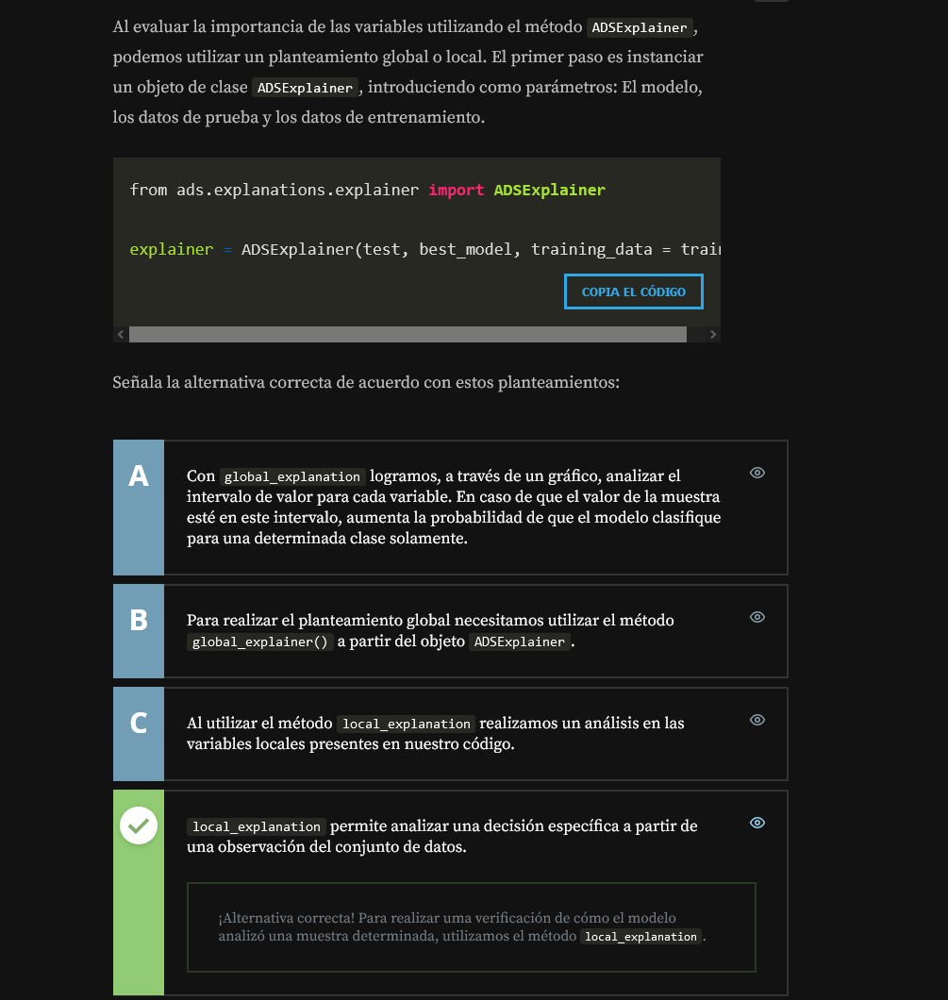 Al evaluar la importancia de las variables utilizando el método ADSExplainer,
podemos utilizar un planteamiento global o local. El primer paso es instanciar
un objeto de clase ADSExplainer, introduciendo como parámetros: El modelo,
los datos de prueba y los datos de entrenamiento.
from ads.explanations.explainer import ADSExplainer
explainer = ADSExplainer(test, best_model, training_data = train
COPIA EL CÓDIGO
Señala la alternativa correcta de acuerdo con estos planteamientos:
A
Con global_explanation logramos, a través de un gráfico, analizar el
intervalo de valor para cada variable. En caso de que el valor de la muestra
esté en este intervalo, aumenta la probabilidad de que el modelo clasifique
para una determinada clase solamente.
B
Para realizar el planteamiento global necesitamos utilizar el método
global_explainer() a partir del objeto ADSExplainer.
C
Al utilizar el método local_explanation realizamos un análisis en las
variables locales presentes en nuestro código.
local_explanation permite analizar una decisión específica a partir de
una observación del conjunto de datos.
¡Alternativa correcta! Para realizar uma verificación de cómo el modelo
analizó una muestra determinada, utilizamos el método local_explanation.